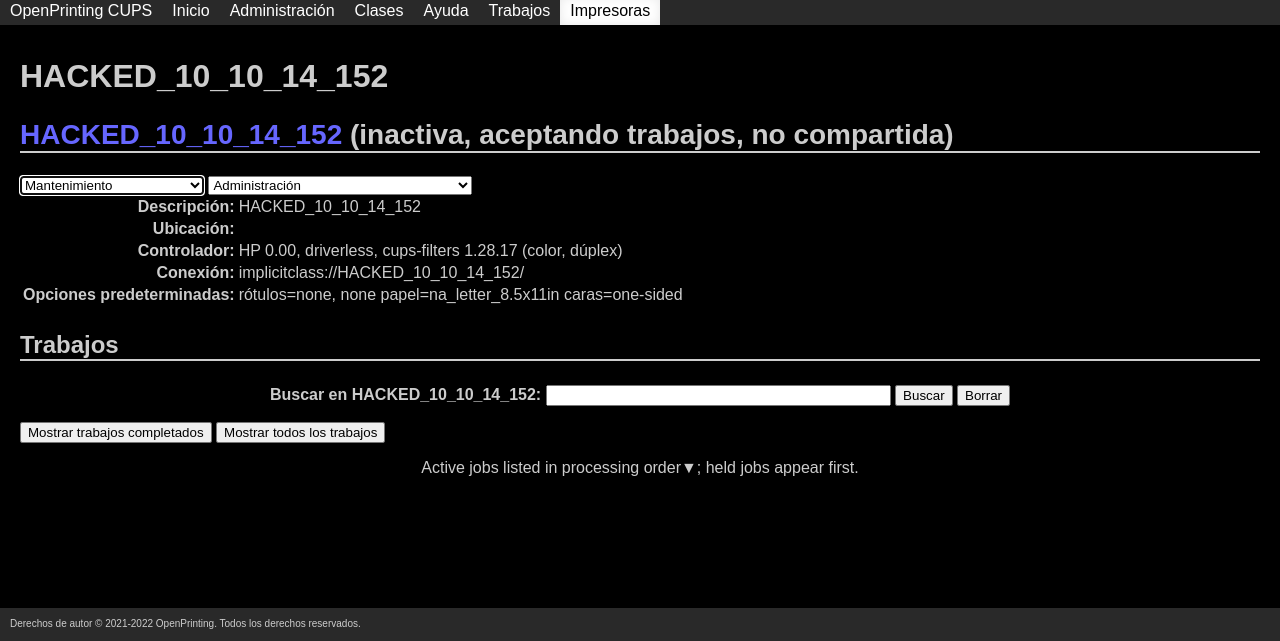 OpenPrinting CUPS Inicio Administración Clases Ayuda Trabajos Impresoras
HACKED_10_10_14_152
HACKED_10_10_14_152 (inactiva, aceptando trabajos, no compartida)
Mantenimiento Administración
Descripción: HACKED_10_10_14_152
Ubicación:
Controlador: HP 0.00, driverless, cups-filters 1.28.17 (color, dúplex)
Conexión: implicitclass://HACKED_10_10_14_152/
Opciones predeterminadas: rótulos=none, none papel=na_letter_8.5x11in caras=one-sided
Trabajos
Buscar en HACKED_10_10_14_152: Buscar Borrar
Mostrar trabajos completados Mostrar todos los trabajos
Active jobs listed in processing order▼; held jobs appear first.
Derechos de autor © 2021-2022 OpenPrinting. Todos los derechos reservados.